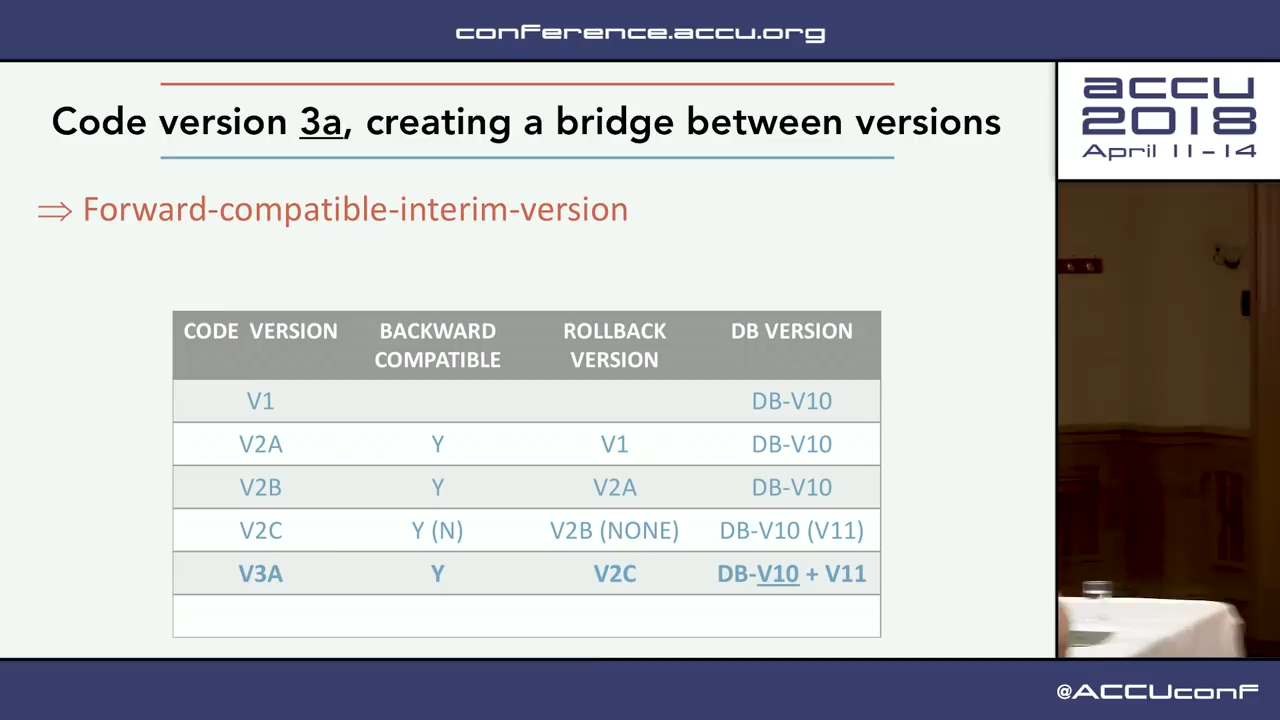 conference.accu.org
Code version 3a, creating a bridge between versions
⇒ Forward-compatible-interim-version
CODE VERSION BACKWARD COMPATIBLE ROLLBACK VERSION DB VERSION
V1 DB-V10
V2A Y V1 DB-V10
V2B Y V2A DB-V10
V2C Y (N) V2B (NONE) DB-V10 (V11)
V3A Y V2C DB-V10 + V11
accu
2018
April 11-14
@ACCUconf